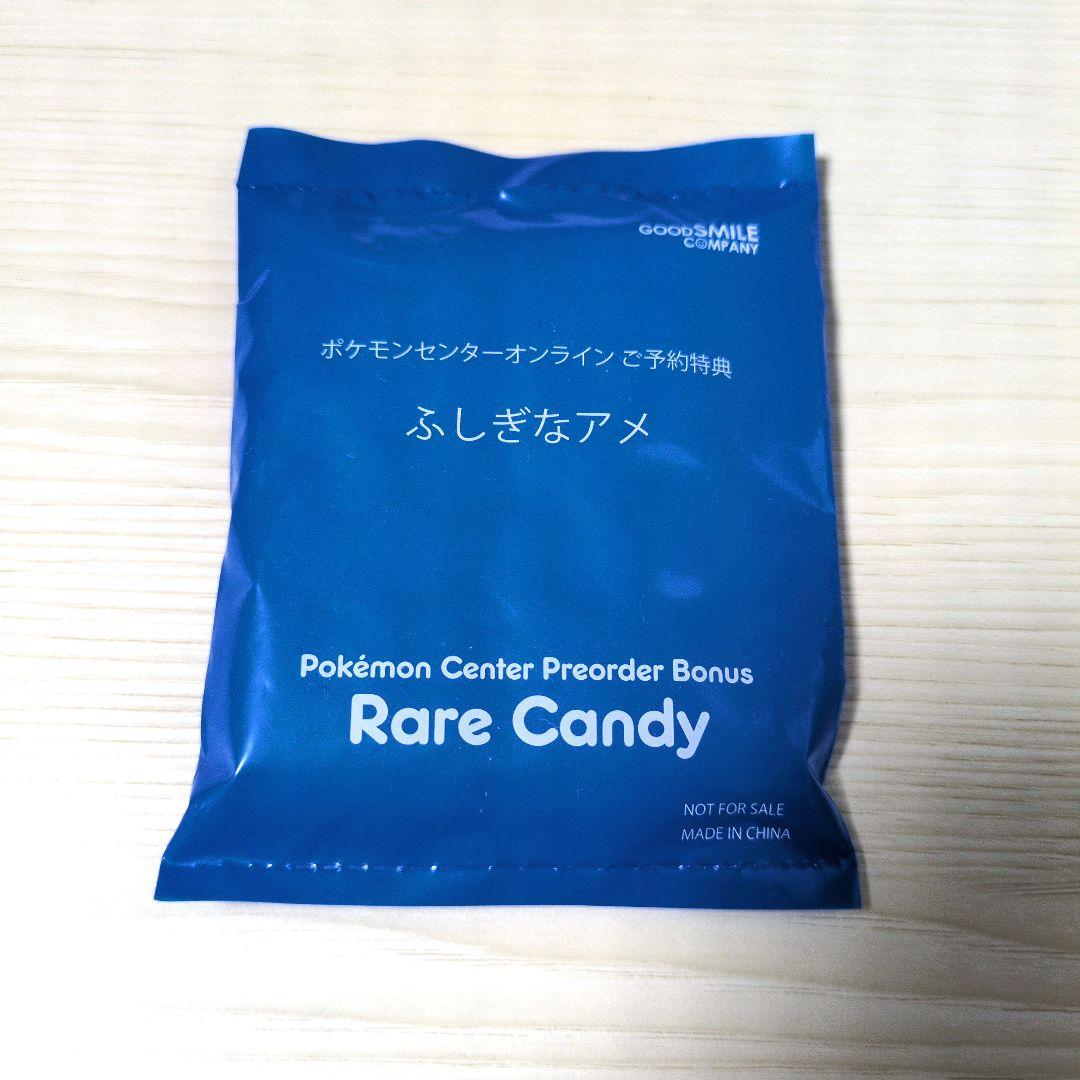 GOODSMILE
COMPANY
ポケモンセンターオンライン ご予約特典
ふしぎなアメ
Pokémon Center Preorder Bonus
Rare Candy
NOT FOR SALE
MADE IN CHINA